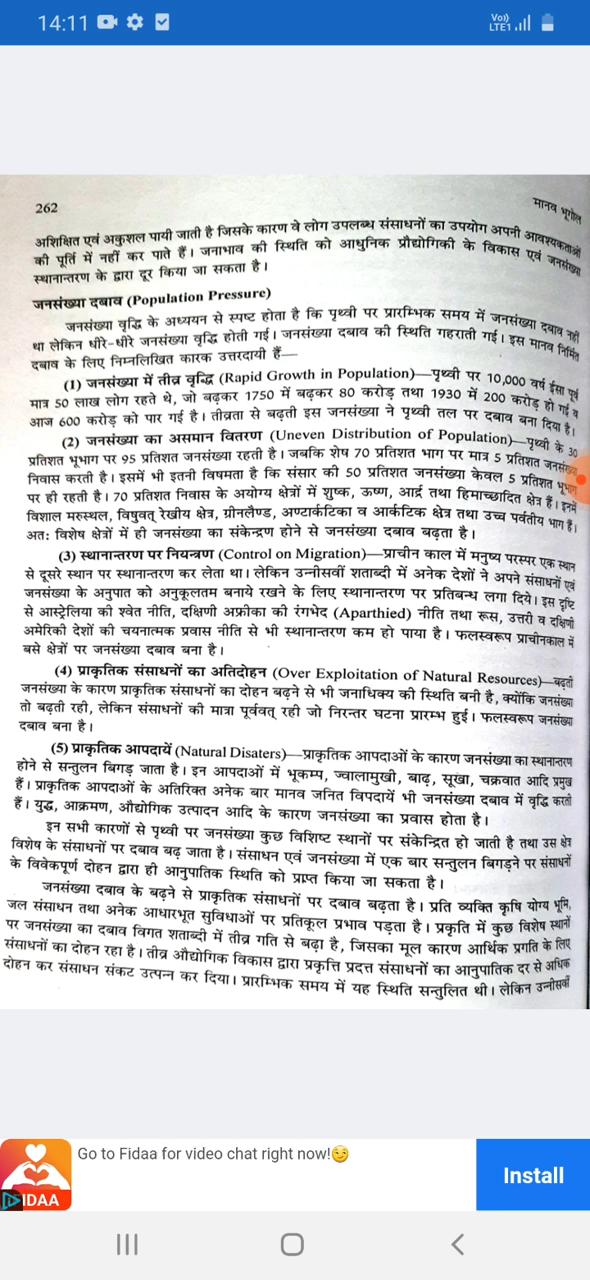 14:11
Vo))
LTE1
262
मानव भूगोल
अशिक्षित एवं अकुशल पायी जाती है जिसके कारण वे लोग उपलब्ध संसाधनों का उपयोग अपनी आवश्यकताओं
की पूर्ति में नहीं कर पाते हैं। जनाभाव की स्थिति को आधुनिक प्रौद्योगिकी के विकास एवं जनसंख्या
स्थानान्तरण के द्वारा दूर किया जा सकता है।
जनसंख्या दबाव (Population Pressure)
जनसंख्या वृद्धि के अध्ययन से स्पष्ट होता है कि पृथ्वी पर प्रारम्भिक समय में जनसंख्या दबाव नहीं
था लेकिन धीरे-धीरे जनसंख्या वृद्धि होती गई। जनसंख्या दबाव की स्थिति गहराती गई। इस मानव निर्मित
दबाव के लिए निम्नलिखित कारक उत्तरदायी हैं—
(1) जनसंख्या में तीव्र वृद्धि (Rapid Growth in Population)—पृथ्वी पर 10,000 वर्ष ईसा पूर्व
मात्र 50 लाख लोग रहते थे, जो बढ़कर 1750 में बढ़कर 80 करोड़ तथा 1930 में 200 करोड़ हो गई व
आज 600 करोड़ को पार गई है। तीव्रता से बढ़ती इस जनसंख्या ने पृथ्वी तल पर दबाव बना दिया है।
(2) जनसंख्या का असमान वितरण (Uneven Distribution of Population)—पृथ्वी के 30
प्रतिशत भूभाग पर 95 प्रतिशत जनसंख्या रहती है। जबकि शेष 70 प्रतिशत भाग पर मात्र 5 प्रतिशत जनसंख्या
निवास करती है। इसमें भी इतनी विषमता है कि संसार की 50 प्रतिशत जनसंख्या केवल 5 प्रतिशत भूभाग
पर ही रहती है। 70 प्रतिशत निवास के अयोग्य क्षेत्रों में शुष्क, ऊष्ण, आर्द्र तथा हिमाच्छादित क्षेत्र हैं। इनमें
विशाल मरुस्थल, विषुवत् रेखीय क्षेत्र, ग्रीनलैण्ड, अण्टार्कटिका व आर्कटिक क्षेत्र तथा उच्च पर्वतीय भाग हैं।
अतः विशेष क्षेत्रों में ही जनसंख्या का संकेन्द्रण होने से जनसंख्या दबाव बढ़ता है।
(3) स्थानान्तरण पर नियन्त्रण (Control on Migration)—प्राचीन काल में मनुष्य परस्पर एक स्थान
से दूसरे स्थान पर स्थानान्तरण कर लेता था। लेकिन उन्नीसवीं शताब्दी में अनेक देशों ने अपने संसाधनों एवं
जनसंख्या के अनुपात को अनुकूलतम बनाये रखने के लिए स्थानान्तरण पर प्रतिबन्ध लगा दिये। इस दृष्टि
से आस्ट्रेलिया की श्वेत नीति, दक्षिणी अफ्रीका की रंगभेद (Aparthied) नीति तथा रूस, उत्तरी व दक्षिणी
अमेरिकी देशों की चयनात्मक प्रवास नीति से भी स्थानान्तरण कम हो पाया है। फलस्वरूप प्राचीनकाल में
बसे क्षेत्रों पर जनसंख्या दबाव बना है।
(4) प्राकृतिक संसाधनों का अतिदोहन (Over Exploitation of Natural Resources)—बढ़ती
जनसंख्या के कारण प्राकृतिक संसाधनों का दोहन बढ़ने से भी जनाधिक्य की स्थिति बनी है, क्योंकि जनसंख्या
तो बढ़ती रही, लेकिन संसाधनों की मात्रा पूर्ववत् रही जो निरन्तर घटना प्रारम्भ हुई। फलस्वरूप जनसंख्या
दबाव बना है।
(5) प्राकृतिक आपदायें (Natural Disaters)—प्राकृतिक आपदाओं के कारण जनसंख्या का स्थानान्तरण
होने से सन्तुलन बिगड़ जाता है। इन आपदाओं में भूकम्प, ज्वालामुखी, बाढ़, सूखा, चक्रवात आदि प्रमुख
हैं। प्राकृतिक आपदाओं के अतिरिक्त अनेक बार मानव जनित विपदायें भी जनसंख्या दबाव में वृद्धि करती
हैं। युद्ध, आक्रमण, औद्योगिक उत्पादन आदि के कारण जनसंख्या का प्रवास होता है।
इन सभी कारणों से पृथ्वी पर जनसंख्या कुछ विशिष्ट स्थानों पर संकेन्द्रित हो जाती है तथा उस क्षेत्र
विशेष के संसाधनों पर दबाव बढ़ जाता है। संसाधन एवं जनसंख्या में एक बार सन्तुलन बिगड़ने पर संसाधनों
के विवेकपूर्ण दोहन द्वारा ही आनुपातिक स्थिति को प्राप्त किया जा सकता है।
जनसंख्या दबाव के बढ़ने से प्राकृतिक संसाधनों पर दबाव बढ़ता है। प्रति व्यक्ति कृषि योग्य भूमि,
जल संसाधन तथा अनेक आधारभूत सुविधाओं पर प्रतिकूल प्रभाव पड़ता है। प्रकृति में कुछ विशेष स्थानों
पर जनसंख्या का दबाव विगत शताब्दी में तीव्र गति से बढ़ा है, जिसका मूल कारण आर्थिक प्रगति के लिए
संसाधनों का दोहन रहा है। तीव्र औद्योगिक विकास द्वारा प्रकृत्ति प्रदत्त संसाधनों का आनुपातिक दर से अधिक
दोहन कर संसाधन संकट उत्पन्न कर दिया। प्रारम्भिक समय में यह स्थिति सन्तुलित थी। लेकिन उन्नीसवीं
Go to Fidaa for video chat right now!😏
Install
FIDAA